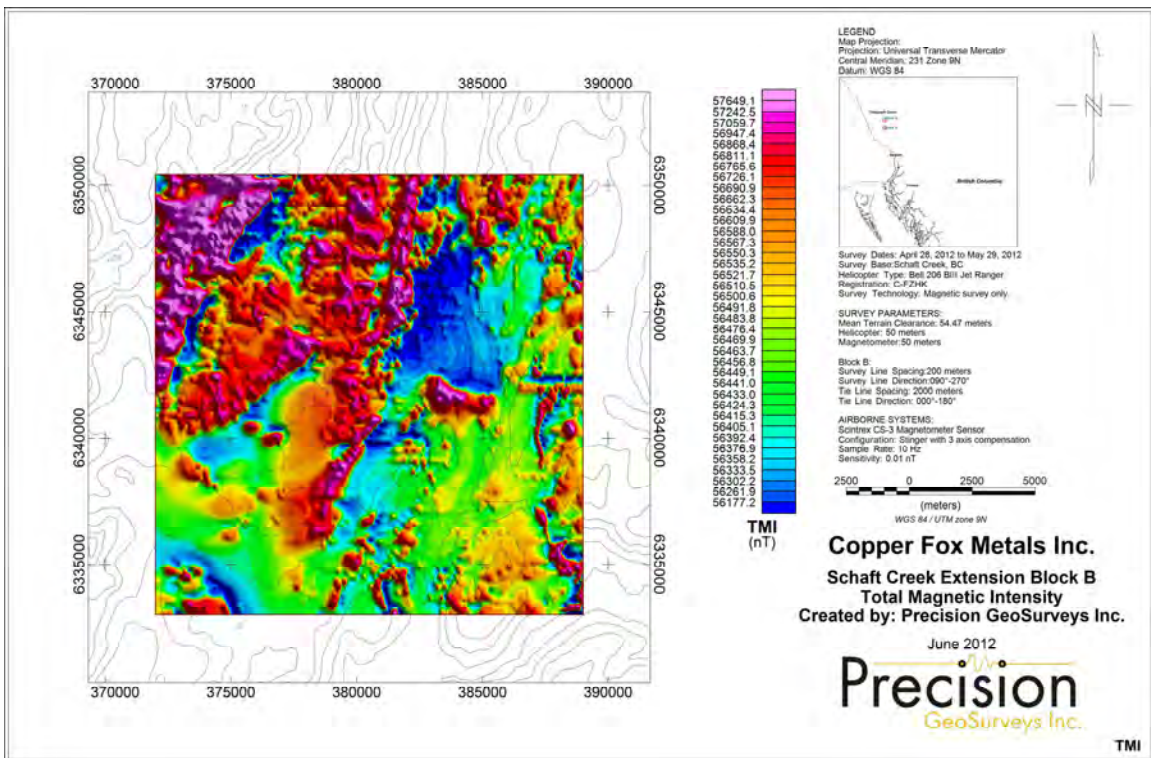 370000 375000 380000 385000 390000
6350000 6350000
6345000 6345000
6340000 6340000
6335000 6335000
370000 375000 380000 385000 390000
57649.1
57242.5
57059.7
56947.4
56868.4
56811.1
56765.6
56726.1
56690.9
56662.3
56634.4
56609.9
56588.0
56567.3
56550.3
56535.2
56521.7
56510.5
56500.6
56491.8
56483.8
56476.4
56469.9
56463.7
56456.8
56449.1
56441.0
56433.0
56424.3
56415.3
56405.1
56392.4
56376.9
56358.2
56333.5
56302.2
56261.9
56177.2
TMI
(nT)
LEGEND
Map Projection:
Projection: Universal Transverse Mercator
Central Meridian: 231 Zone 9N
Datum: WGS 84
British Columbia
Survey Dates: April 28, 2012 to May 29, 2012
Survey Base:Schaft Creek, BC
Helicopter Type: Bell 206 BIII Jet Ranger
Registration: C-FZHK
Survey Technology: Magnetic survey only
SURVEY PARAMETERS:
Mean Terrain Clearance: 54.47 meters
Helicopter: 50 meters
Magnetometer:50 meters
Block B:
Survey Line Spacing:200 meters
Survey Line Direction:090°-270°
Tie Line Spacing: 2000 meters
Tie Line Direction: 000°-180°
AIRBORNE SYSTEMS:
Scintrex CS-3 Magnetometer Sensor
Configuration: Stinger with 3 axis compensation
Sample Rate: 10 Hz
Sensitivity: 0.01 nT
2500 0 2500 5000
(meters)
WGS 84 / UTM zone 9N
Copper Fox Metals Inc.
Schaft Creek Extension Block B
Total Magnetic Intensity
Created by: Precision GeoSurveys Inc.
June 2012
Precision
GeoSurveys Inc.
TMI